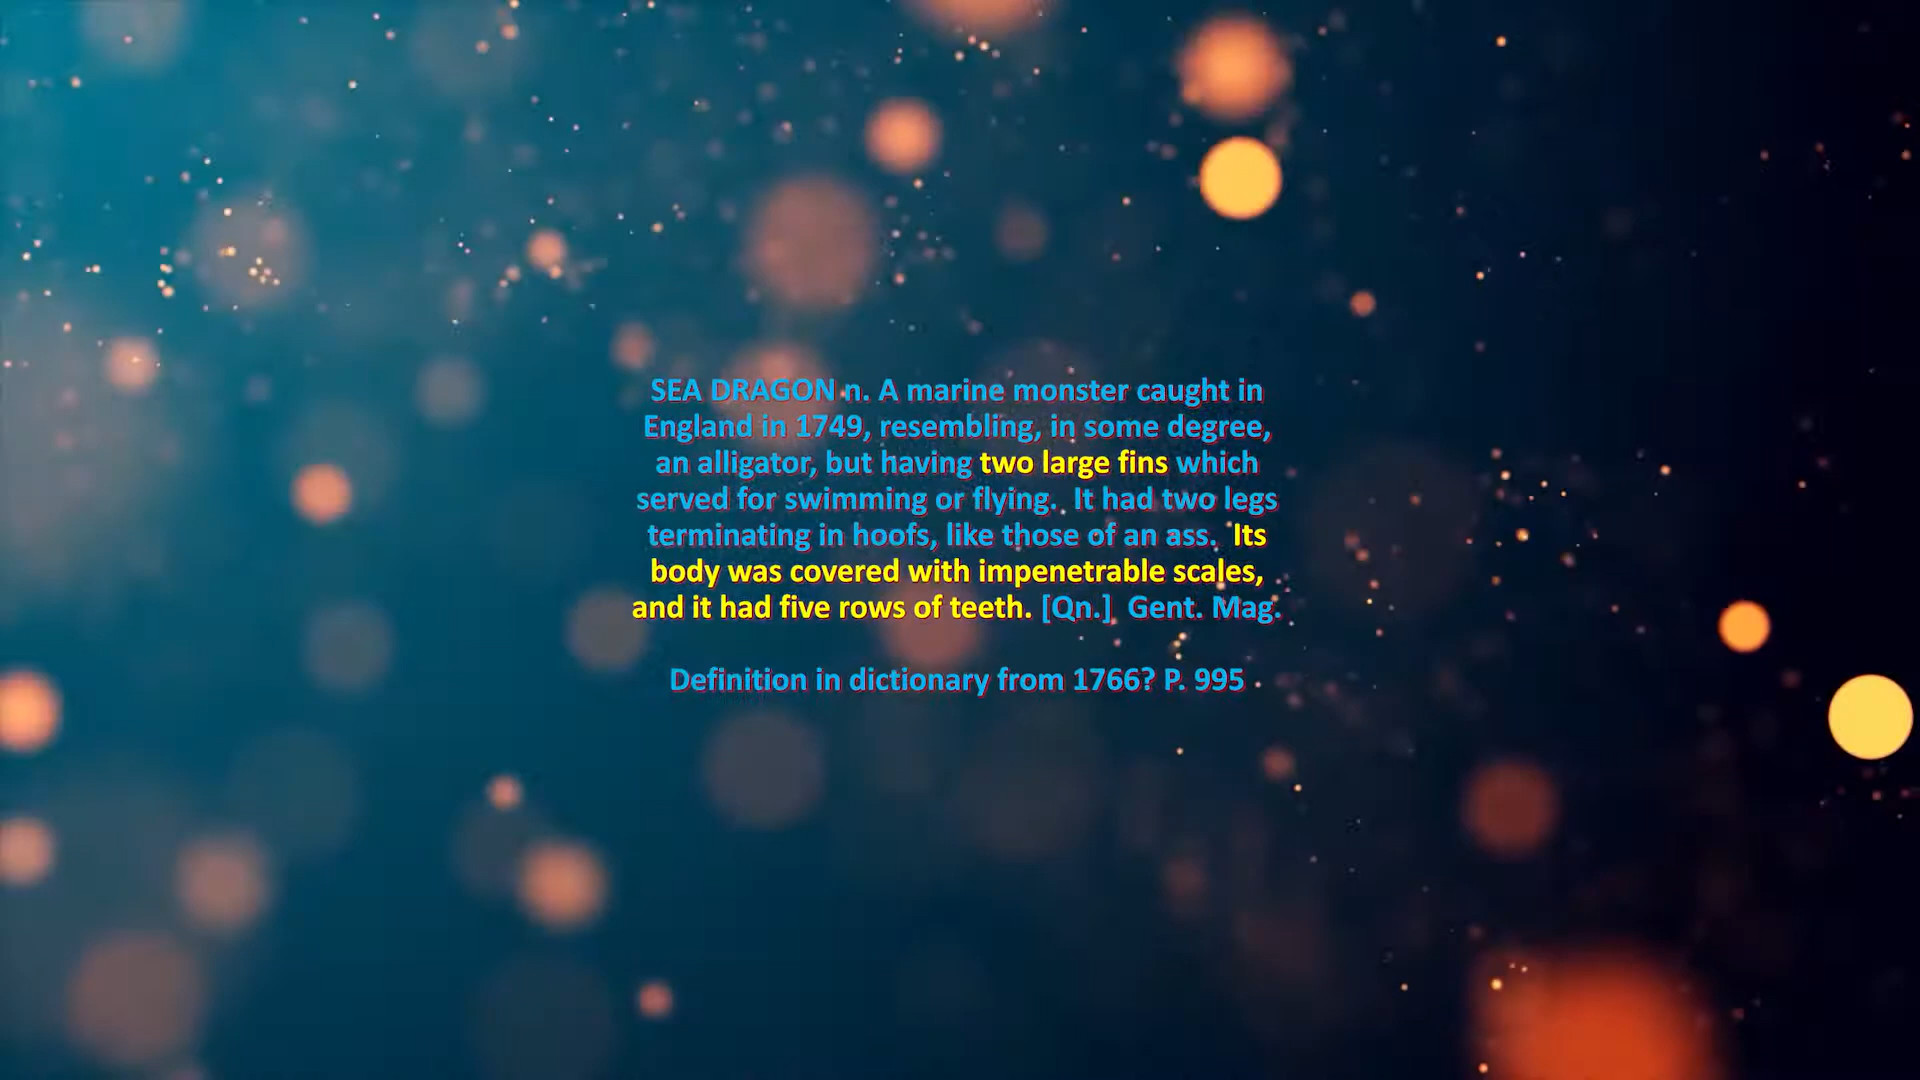 SEA DRAGON n. A marine monster caught in
England in 1749, resembling, in some degree,
an alligator, but having two large fins which
served for swimming or flying.  It had two legs
terminating in hoofs, like those of an ass.  Its
body was covered with impenetrable scales,
and it had five rows of teeth. [Qn.]  Gent. Mag.
Definition in dictionary from 1766? P. 995